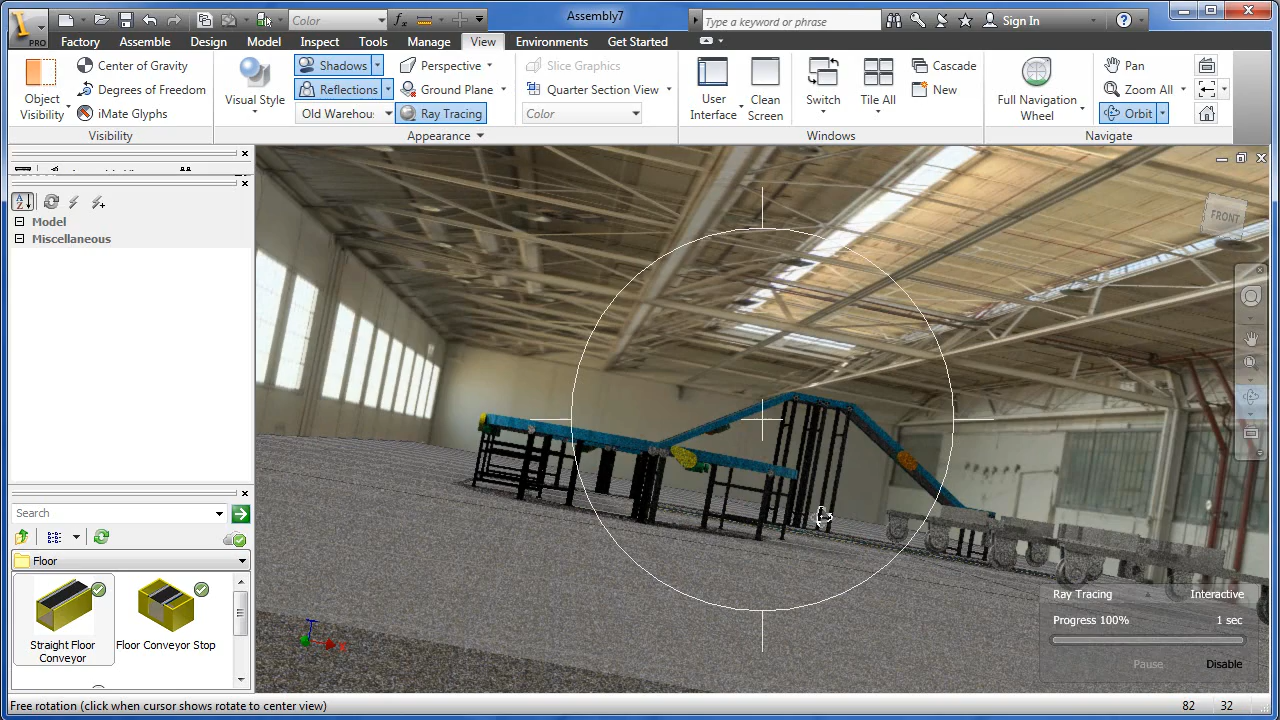 PRO
Color
fx
Assembly7
Type a keyword or phrase
Sign In
Factory
Assemble
Design
Model
Inspect
Tools
Manage
View
Environments
Get Started
Object
Visibility
Center of Gravity
Degrees of Freedom
iMate Glyphs
Visibility
Visual Style
Shadows
Reflections
Old Warehou
Perspective
Ground Plane
Ray Tracing
Appearance
Slice Graphics
Quarter Section View
Color
User
Interface
Clean
Screen
Switch
Tile All
Cascade
New
Windows
Full Navigation
Wheel
Pan
Zoom All
Orbit
Navigate
Model
Miscellaneous
FRONT
Search
Floor
Straight Floor
Conveyor
Floor Conveyor Stop
Ray Tracing
Interactive
Progress 100%
1 sec
Pause
Disable
Free rotation (click when cursor shows rotate to center view)
82
32